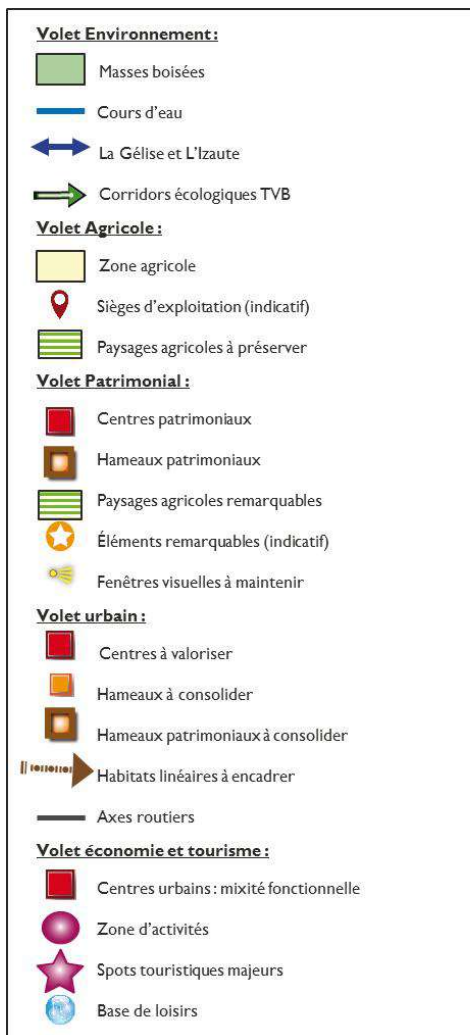 Volet Environnement :
Masses boisées
Cours d'eau
La Gélise et L'Izaute
Corridors écologiques TVB
Volet Agricole :
Zone agricole
Sièges d'exploitation (indicatif)
Paysages agricoles à préserver
Volet Patrimonial :
Centres patrimoniaux
Hameaux patrimoniaux
Paysages agricoles remarquables
Éléments remarquables (indicatif)
Fenêtres visuelles à maintenir
Volet urbain :
Centres à valoriser
Hameaux à consolider
Hameaux patrimoniaux à consolider
Habitats linéaires à encadrer
Axes routiers
Volet économie et tourisme :
Centres urbains : mixité fonctionnelle
Zone d'activités
Spots touristiques majeurs
Base de loisirs